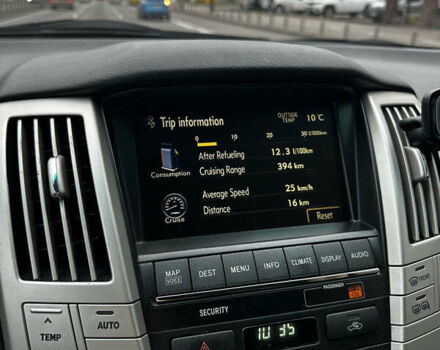 Trip information
OUTSIDE TEMP 10°C
0 10 20 30 l/100km
After Refueling 12.3 l/100km
Consumption
Cruising Range 394 km
Average Speed 25 km/h
Distance 16 km
Cruise
Reset
MAP VOICE DEST MENU INFO CLIMATE DISPLAY AUDIO
SECURITY
PASSENGER
TEMP AUTO
10 35